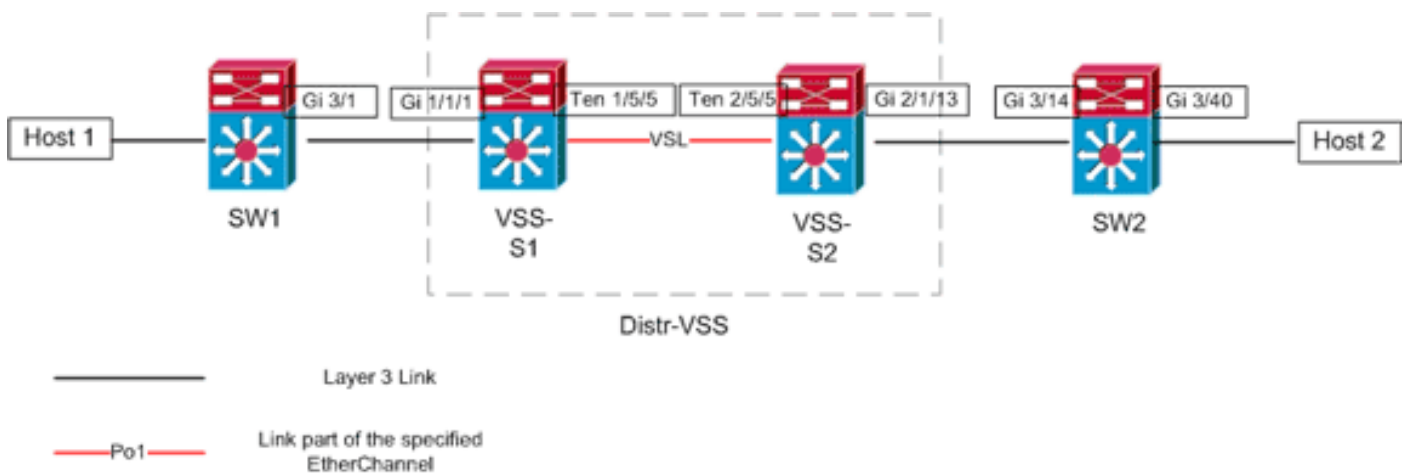 Gi 3/1
Gi 1/1/1
Ten 1/5/5
Ten 2/5/5
Gi 2/1/13
Gi 3/14
Gi 3/40
Host 1
VSL
Host 2
SW1
VSS-
S1
VSS-
S2
SW2
Distr-VSS
Layer 3 Link
Po1
Link part of the specified
EtherChannel